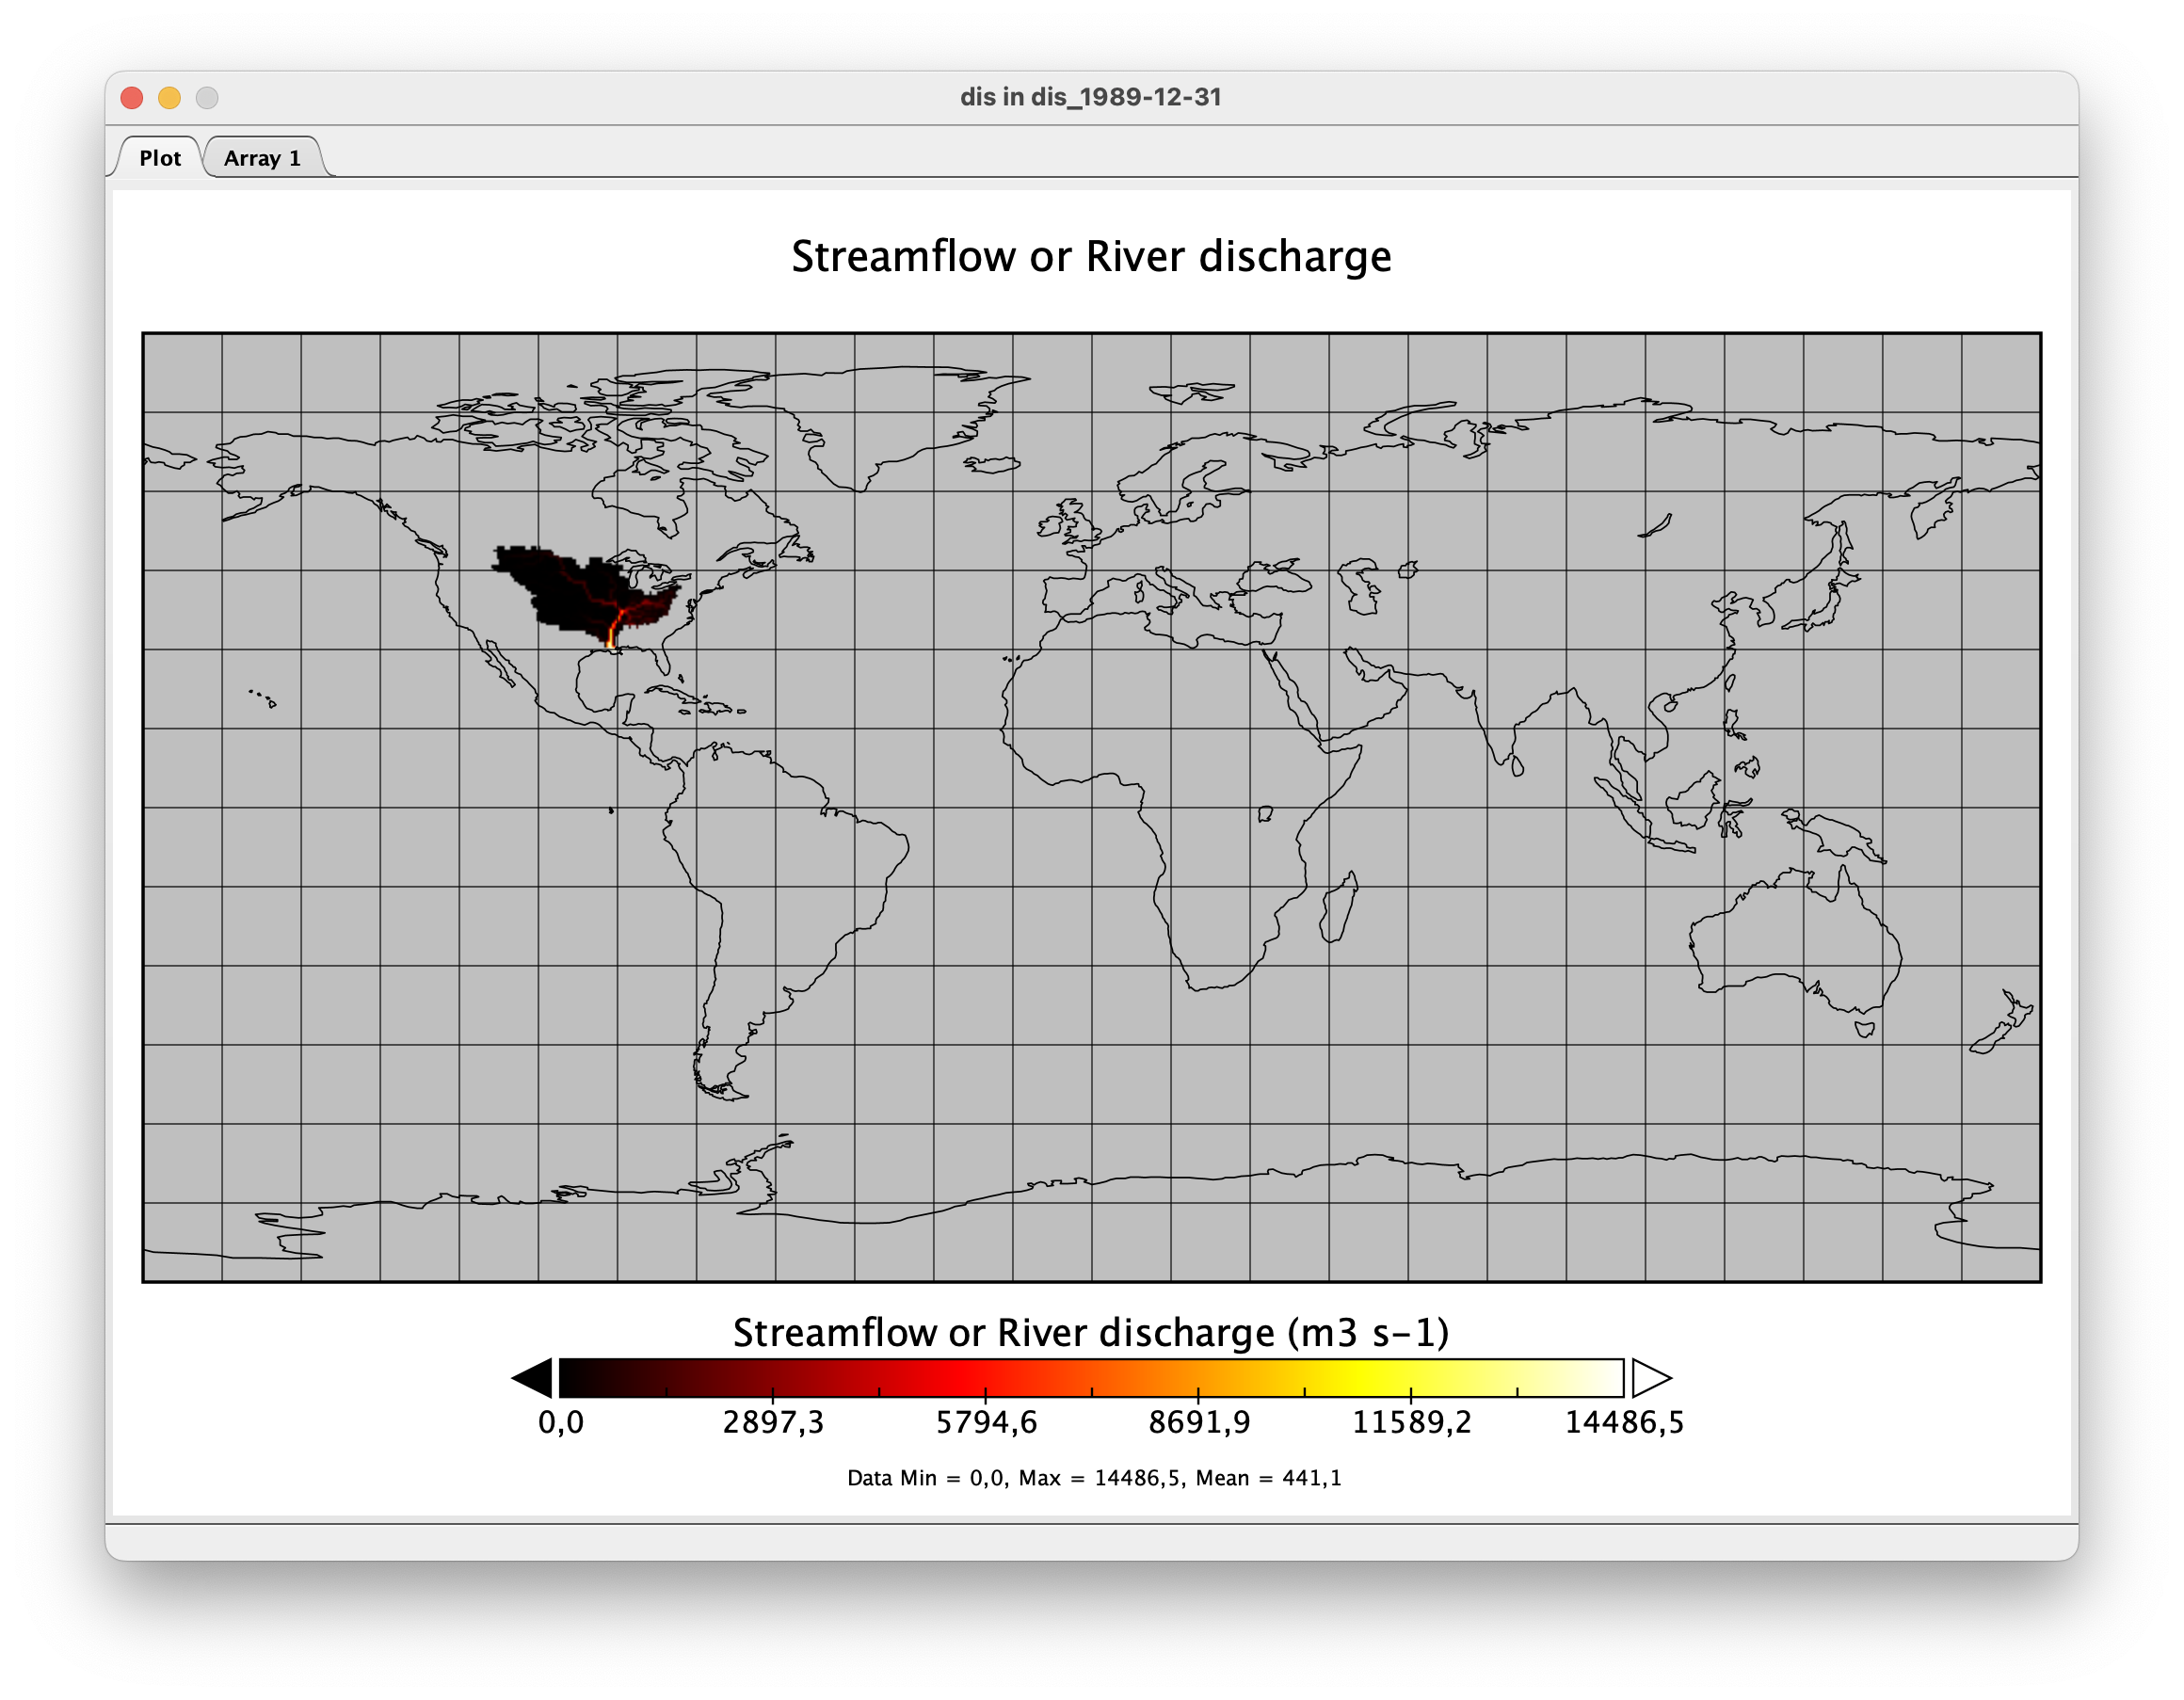 dis in dis_1989-12-31
Plot
Array 1
Streamflow or River discharge
Streamflow or River discharge (m3 s-1)
0,0 2897,3 5794,6 8691,9 11589,2 14486,5
Data Min = 0,0, Max = 14486,5, Mean = 441,1